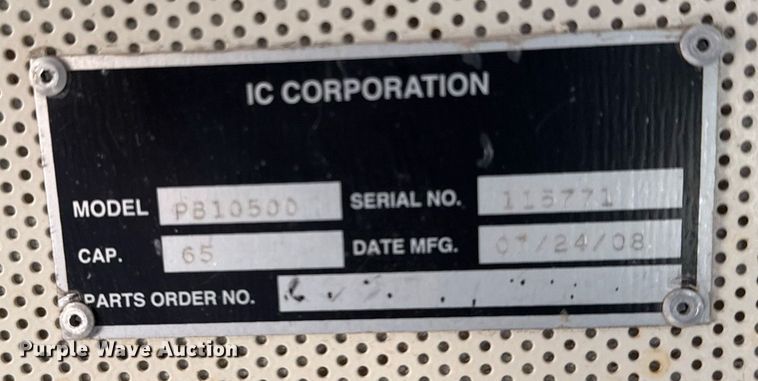 IC CORPORATION
MODEL PB10500 SERIAL NO. 115771
CAP. 65 DATE MFG. 07/24/08
PARTS ORDER NO.
Purple Wave Auction